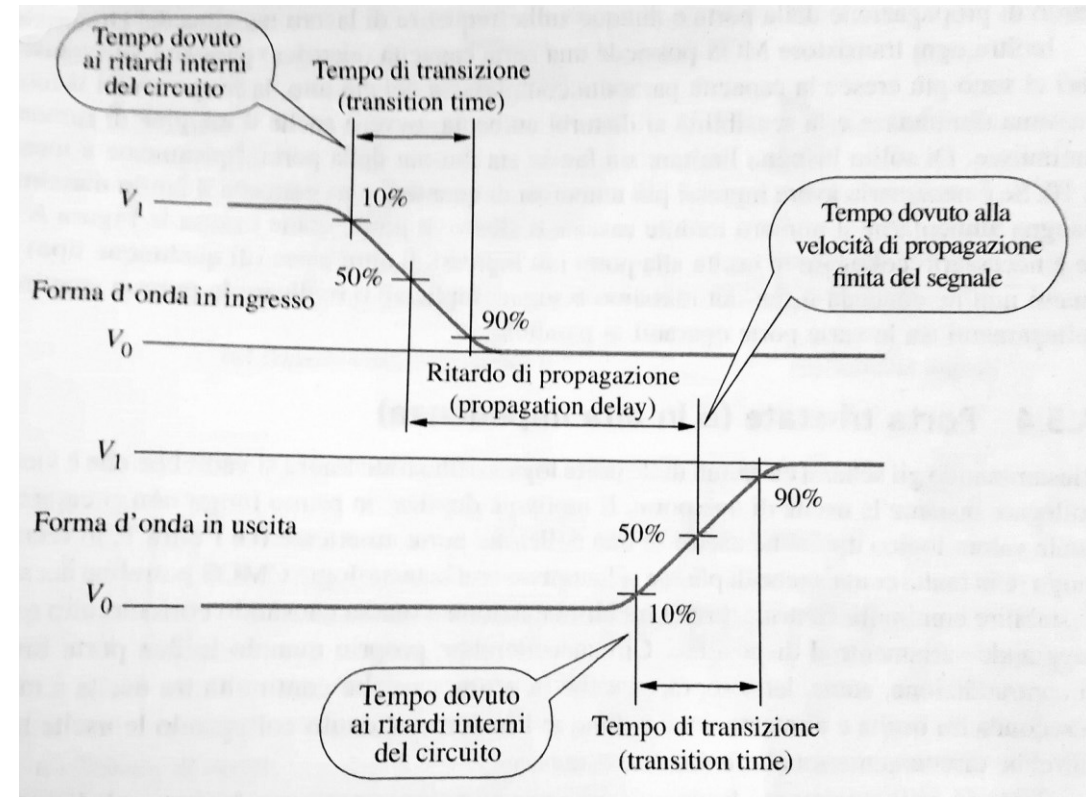 Tempo dovuto
ai ritardi interni
del circuito
Tempo di transizione
(transition time)
V1
10%
50%
90%
Forma d'onda in ingresso
V0
Tempo dovuto alla
velocità di propagazione
finita del segnale
Ritardo di propagazione
(propagation delay)
V1
90%
50%
Forma d'onda in uscita
V0
10%
Tempo dovuto
ai ritardi interni
del circuito
Tempo di transizione
(transition time)